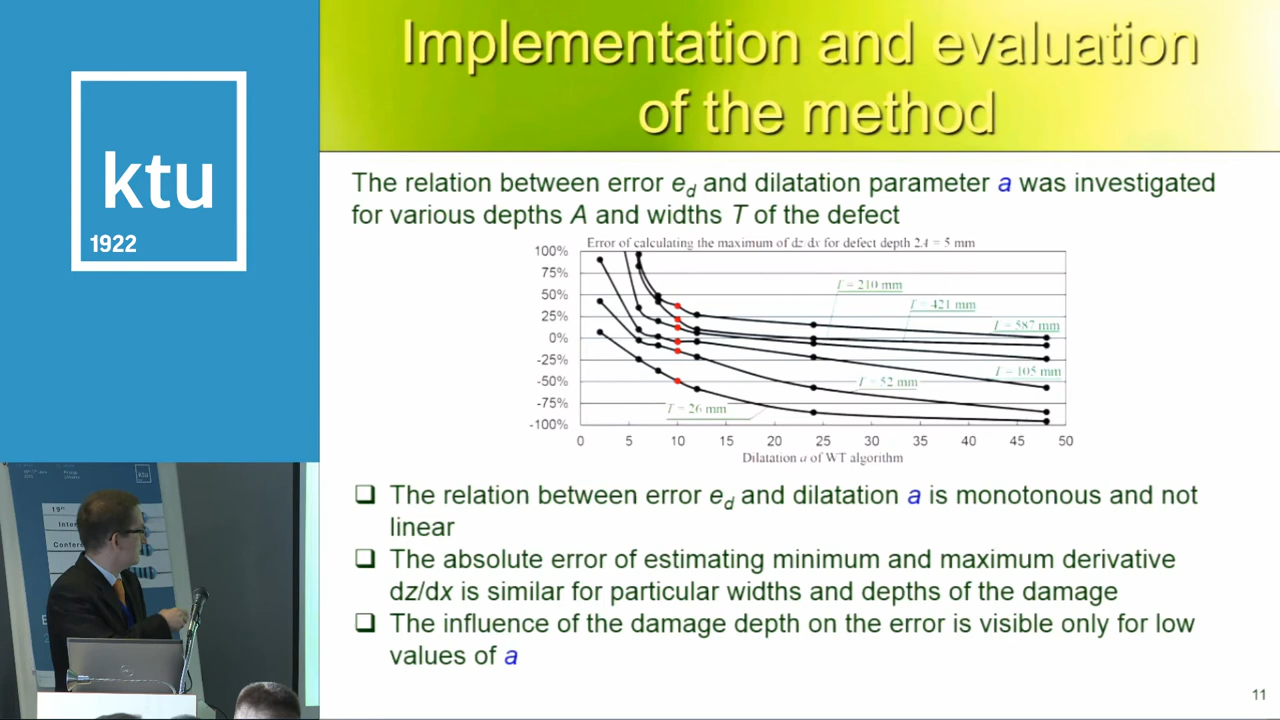 ktu
1922
Implementation and evaluation
of the method
The relation between error ed and dilatation parameter a was investigated
for various depths A and widths T of the defect
Error of calculating the maximum of dz dx for defect depth 2A = 5 mm
100%
75%
50%
25%
0%
-25%
-50%
-75%
-100%
T = 210 mm
T = 421 mm
T = 587 mm
T = 105 mm
T = 52 mm
T = 26 mm
0 5 10 15 20 25 30 35 40 45 50
Dilatation a of WT algorithm
❑ The relation between error ed and dilatation a is monotonous and not
linear
❑ The absolute error of estimating minimum and maximum derivative
dz/dx is similar for particular widths and depths of the damage
❑ The influence of the damage depth on the error is visible only for low
values of a
11
19th
Inter
Confere
ktu